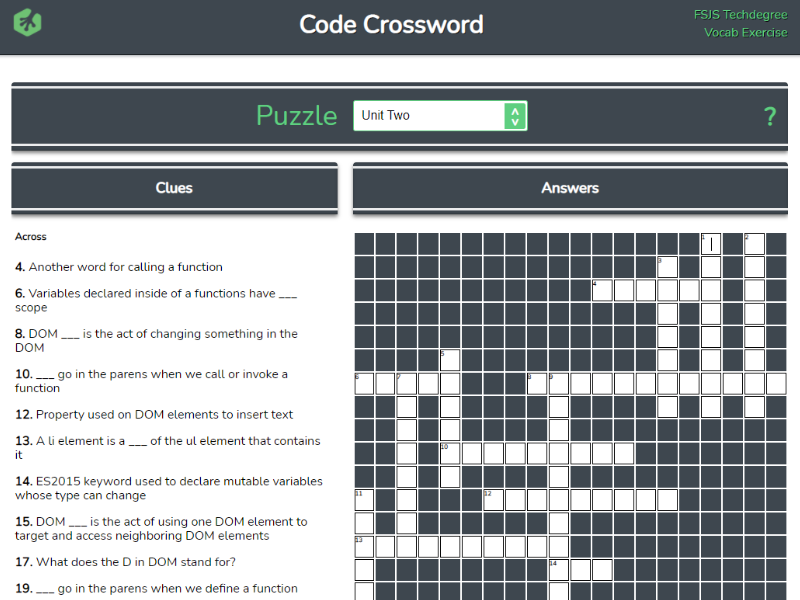 Code Crossword
FSJS Techdegree
Vocab Exercise
Puzzle
Unit Two
?
Clues
Answers
Across
4. Another word for calling a function
6. Variables declared inside of a functions have ___
scope
8. DOM ___ is the act of changing something in the
DOM
10. ___ go in the parens when we call or invoke a
function
12. Property used on DOM elements to insert text
13. A li element is a ___ of the ul element that contains
it
14. ES2015 keyword used to declare mutable variables
whose type can change
15. DOM ___ is the act of using one DOM element to
target and access neighboring DOM elements
17. What does the D in DOM stand for?
19. ___ go in the parens when we define a function
1 2
3
4
5
6 7 8 9
10
11 12
13
14